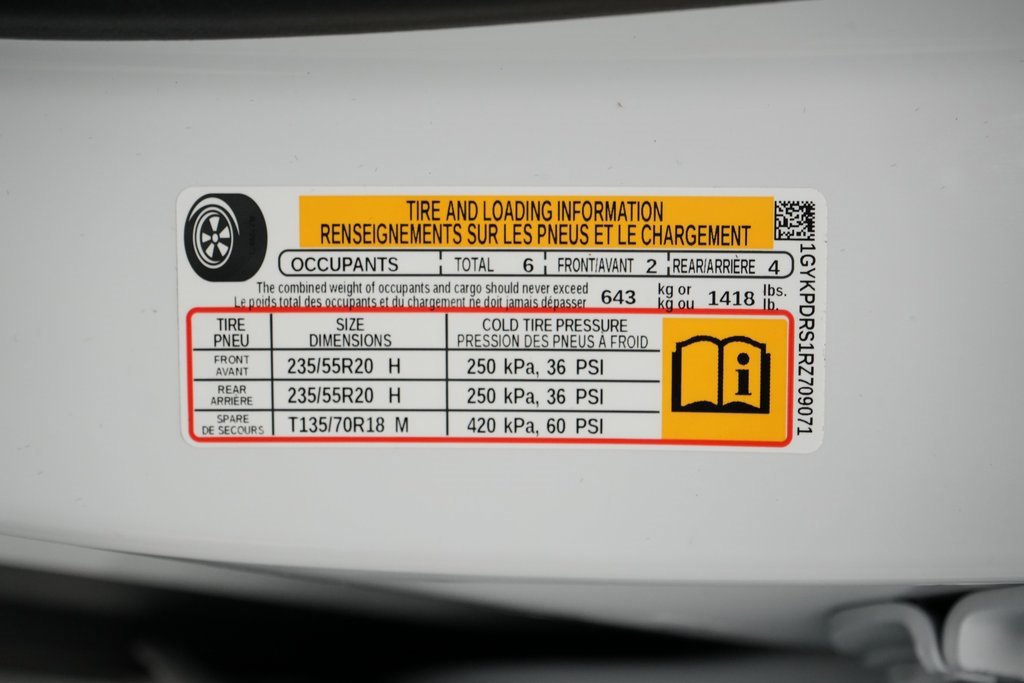 TIRE AND LOADING INFORMATION
RENSEIGNEMENTS SUR LES PNEUS ET LE CHARGEMENT
OCCUPANTS TOTAL 6 FRONT/AVANT 2 REAR/ARRIÈRE 4
The combined weight of occupants and cargo should never exceed 643 kg or 1418 lbs.
Le poids total des occupants et du chargement ne doit jamais dépasser kg ou lb.
TIRE SIZE COLD TIRE PRESSURE
PNEU DIMENSIONS PRESSION DES PNEUS A FROID
FRONT AVANT 235/55R20 H 250 kPa, 36 PSI
REAR ARRIÈRE 235/55R20 H 250 kPa, 36 PSI
SPARE DE SECOURS T135/70R18 M 420 kPa, 60 PSI
i
1GYKPDRS1RZ709071